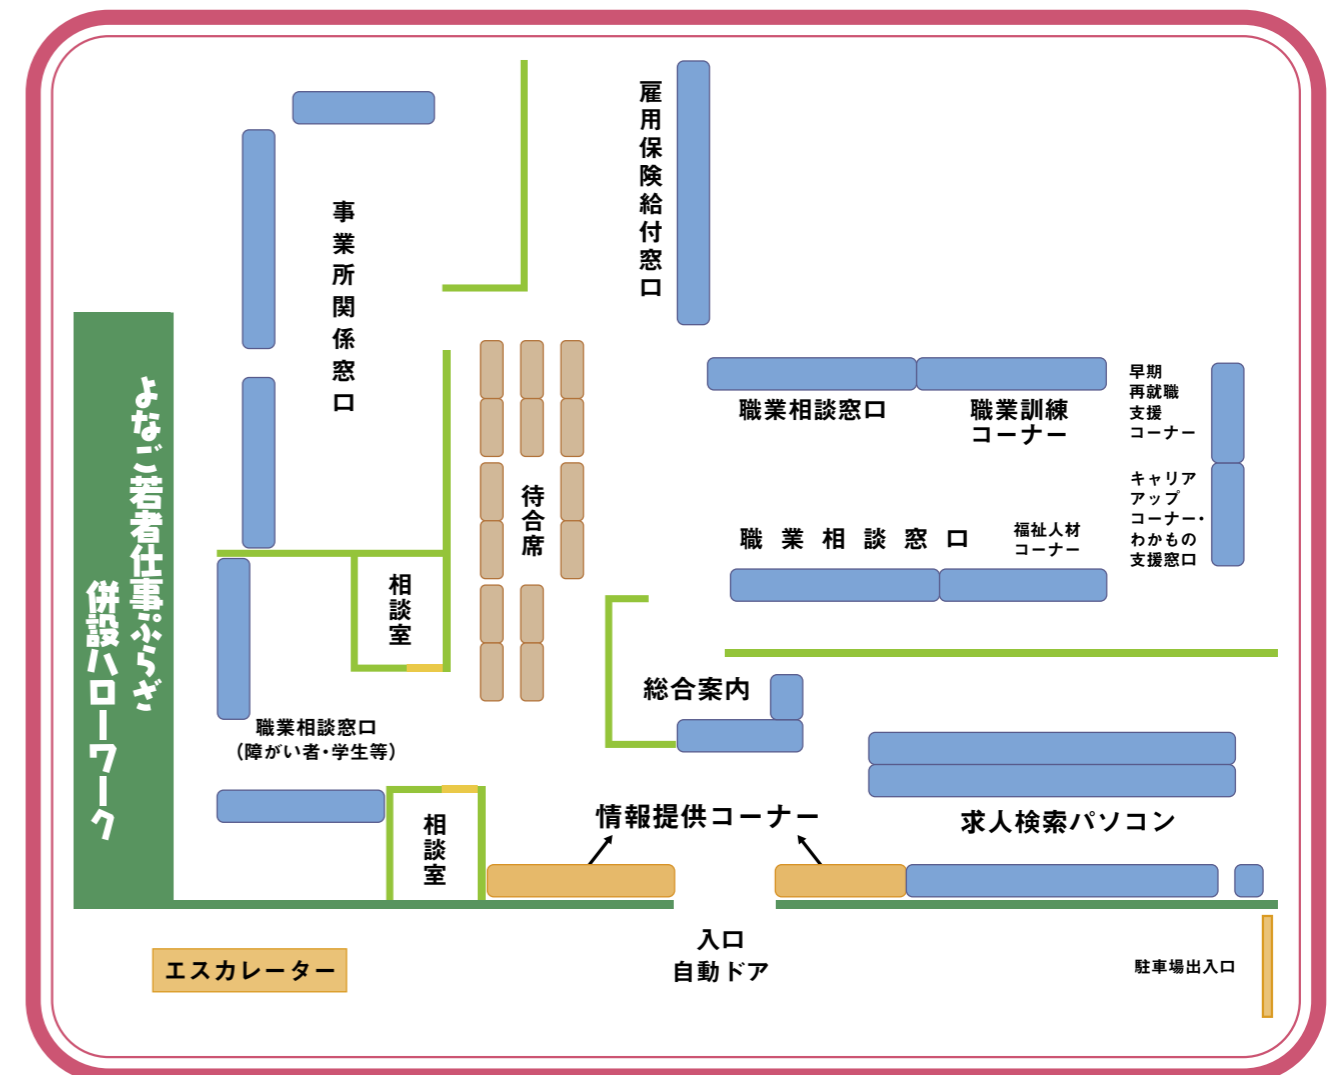 雇用保険給付窓口
事業所関係窓口
よなご若者仕事ぷらざ
併設ハローワーク
職業相談窓口
職業訓練
コーナー
早期
再就職
支援
コーナー
キャリア
アップ
コーナー・
わかもの
支援窓口
待合席
職業相談窓口
福祉人材
コーナー
相談室
総合案内
職業相談窓口
（障がい者・学生等）
情報提供コーナー
求人検索パソコン
相談室
入口
自動ドア
エスカレーター
駐車場出入口